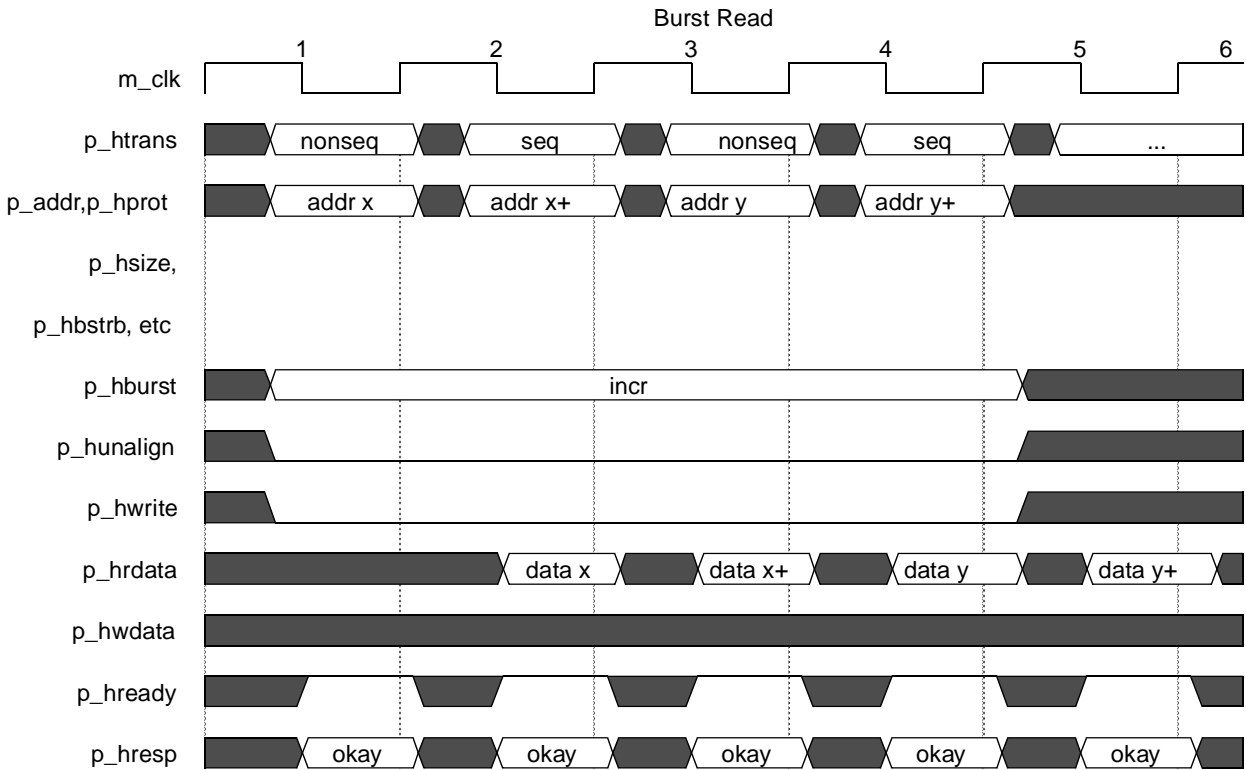 Burst Read
1 2 3 4 5 6
m_clk
p_htrans nonseq seq nonseq seq ...
p_addr,p_hprot addr x addr x+ addr y addr y+
p_hsize,
p_hbstrb, etc
p_hburst incr
p_hunalign
p_hwrite
p_hrdata data x data x+ data y data y+
p_hwdata
p_hready
p_hresp okay okay okay okay okay